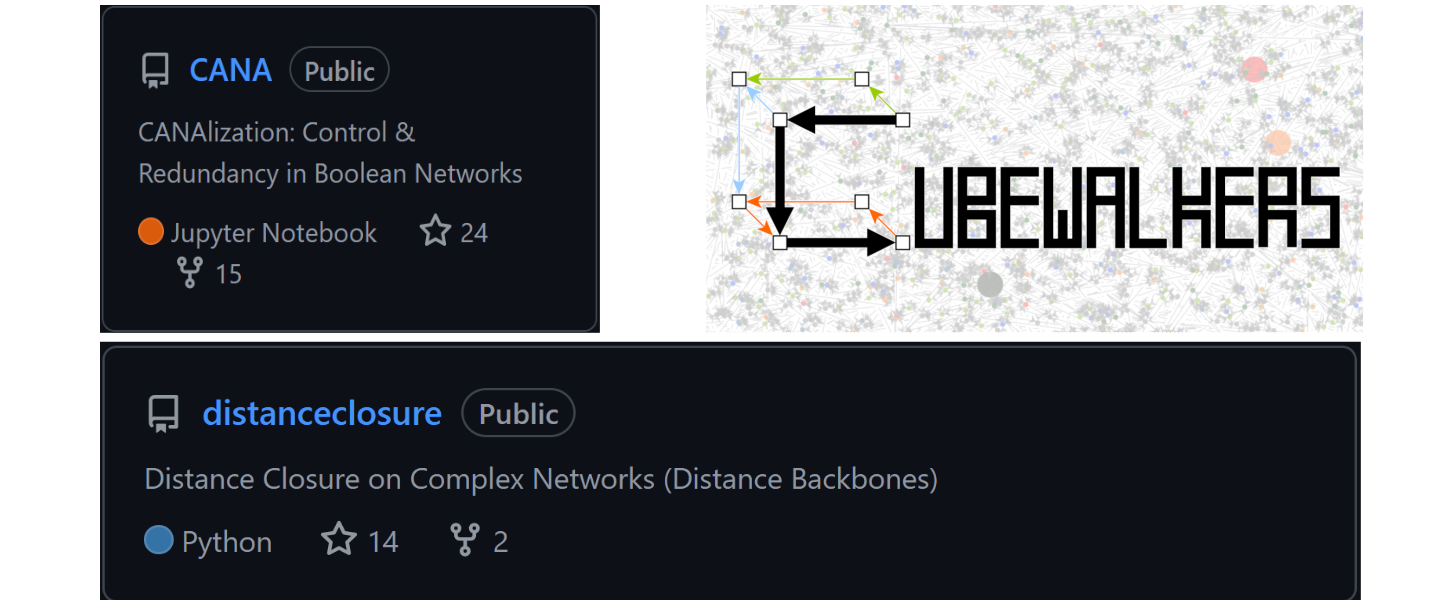 CANA Public
CANAlization: Control &
Redundancy in Boolean Networks
Jupyter Notebook 24
15
CUBEWALKERS
distanceclosure Public
Distance Closure on Complex Networks (Distance Backbones)
Python 14 2